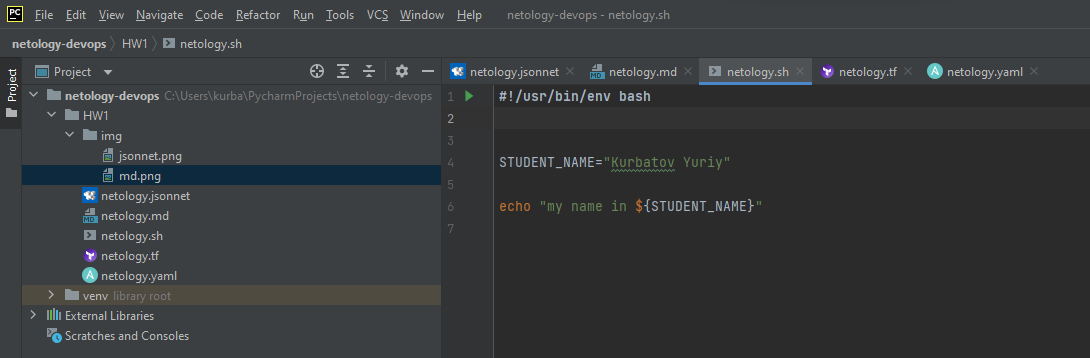 PC File Edit View Navigate Code Refactor Run Tools VCS Window Help netology-devops - netology.sh
netology-devops HW1 netology.sh
Project
Project
netology-devops C:\Users\kurba\PycharmProjects\netology-devops
HW1
img
jsonnet.png
md.png
netology.jsonnet
MD netology.md
netology.sh
netology.tf
A netology.yaml
venv library root
External Libraries
Scratches and Consoles
netology.jsonnet MD netology.md netology.sh netology.tf A netology.yaml
1 #!/usr/bin/env bash
2
3
4 STUDENT_NAME="Kurbatov Yuriy"
5
6 echo "my name in ${STUDENT_NAME}"
7